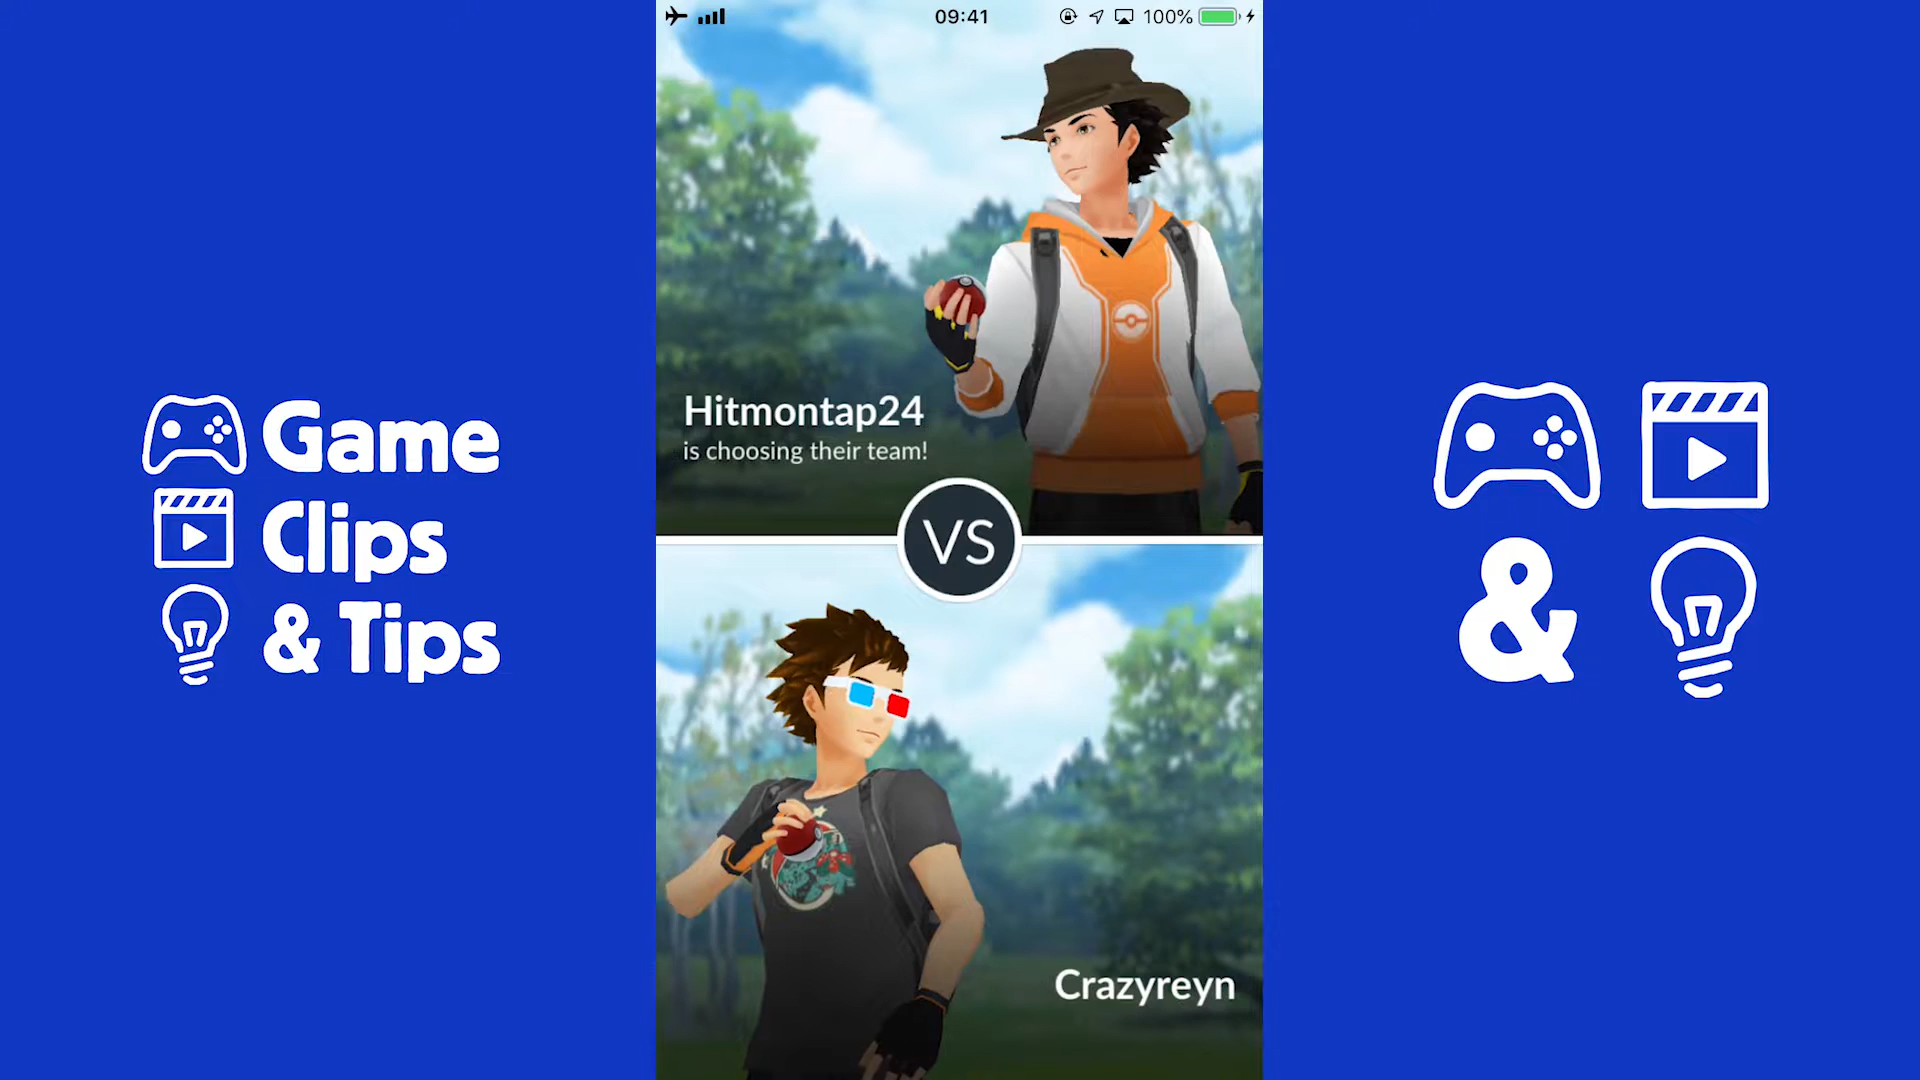 09:41
100%
Hitmontap24
is choosing their team!
VS
Crazyreyn
Game
Clips
& Tips
&